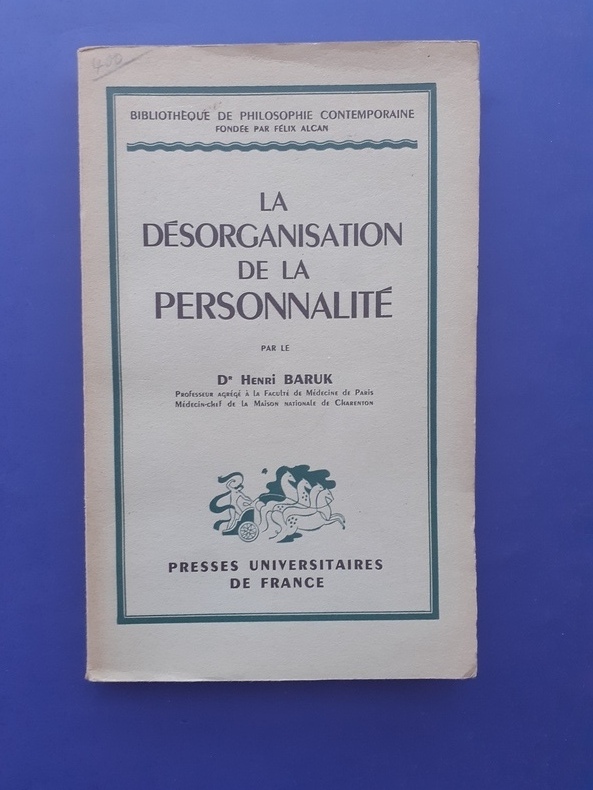 400
BIBLIOTHÈQUE DE PHILOSOPHIE CONTEMPORAINE
FONDÉE PAR FÉLIX ALCAN
LA
DÉSORGANISATION
DE LA
PERSONNALITÉ
PAR LE
Dr Henri BARUK
Professeur agrégé à la Faculté de Médecine de Paris
Médecin-chef de la Maison nationale de Charenton
PRESSES UNIVERSITAIRES
DE FRANCE